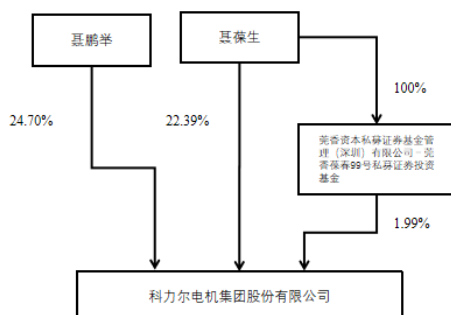 聂鹏举
聂葆生
100%
24.70%
22.39%
莞香资本私募证券基金管
理（深圳）有限公司－莞
香葆春99号私募证券投资
基金
1.99%
科力尔电机集团股份有限公司